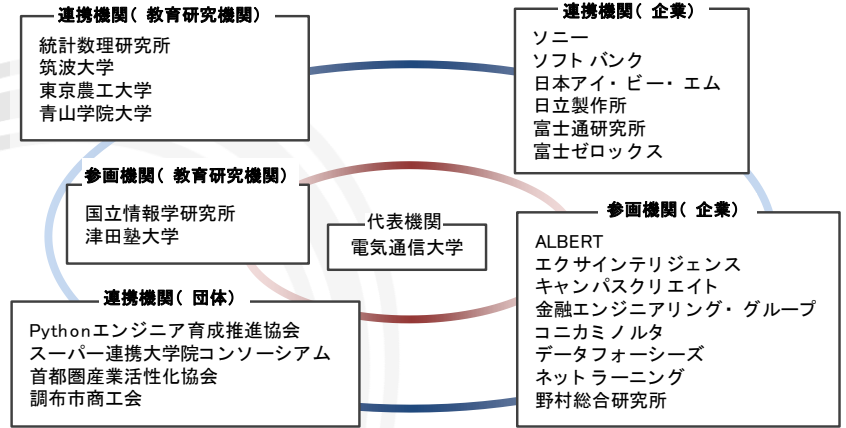 連携機関(教育研究機関)
統計数理研究所
筑波大学
東京農工大学
青山学院大学
連携機関(企業)
ソニー
ソフトバンク
日本アイ・ビー・エム
日立製作所
富士通研究所
富士ゼロックス
参画機関(教育研究機関)
国立情報学研究所
津田塾大学
代表機関
電気通信大学
参画機関(企業)
ALBERT
エクサインテリジェンス
キャンパスクリエイト
金融エンジニアリング・グループ
コニカミノルタ
データフォーシーズ
ネットラーニング
野村総合研究所
連携機関(団体)
Pythonエンジニア育成推進協会
スーパー連携大学院コンソーシアム
首都圏産業活性化協会
調布市商工会